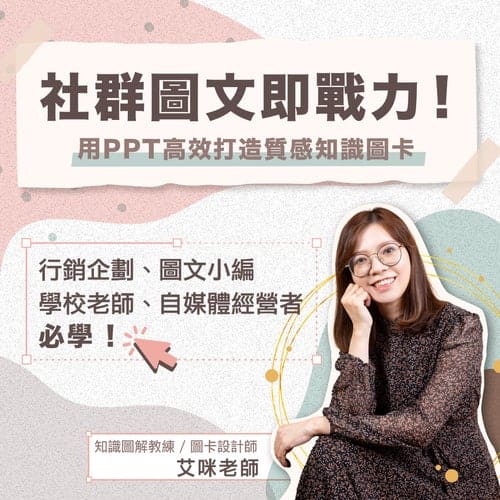 社群圖文即戰力！
用PPT高效打造質感知識圖卡
行銷企劃、圖文小編
學校老師、自媒體經營者
必學！
知識圖解教練 / 圖卡設計師
艾咪老師